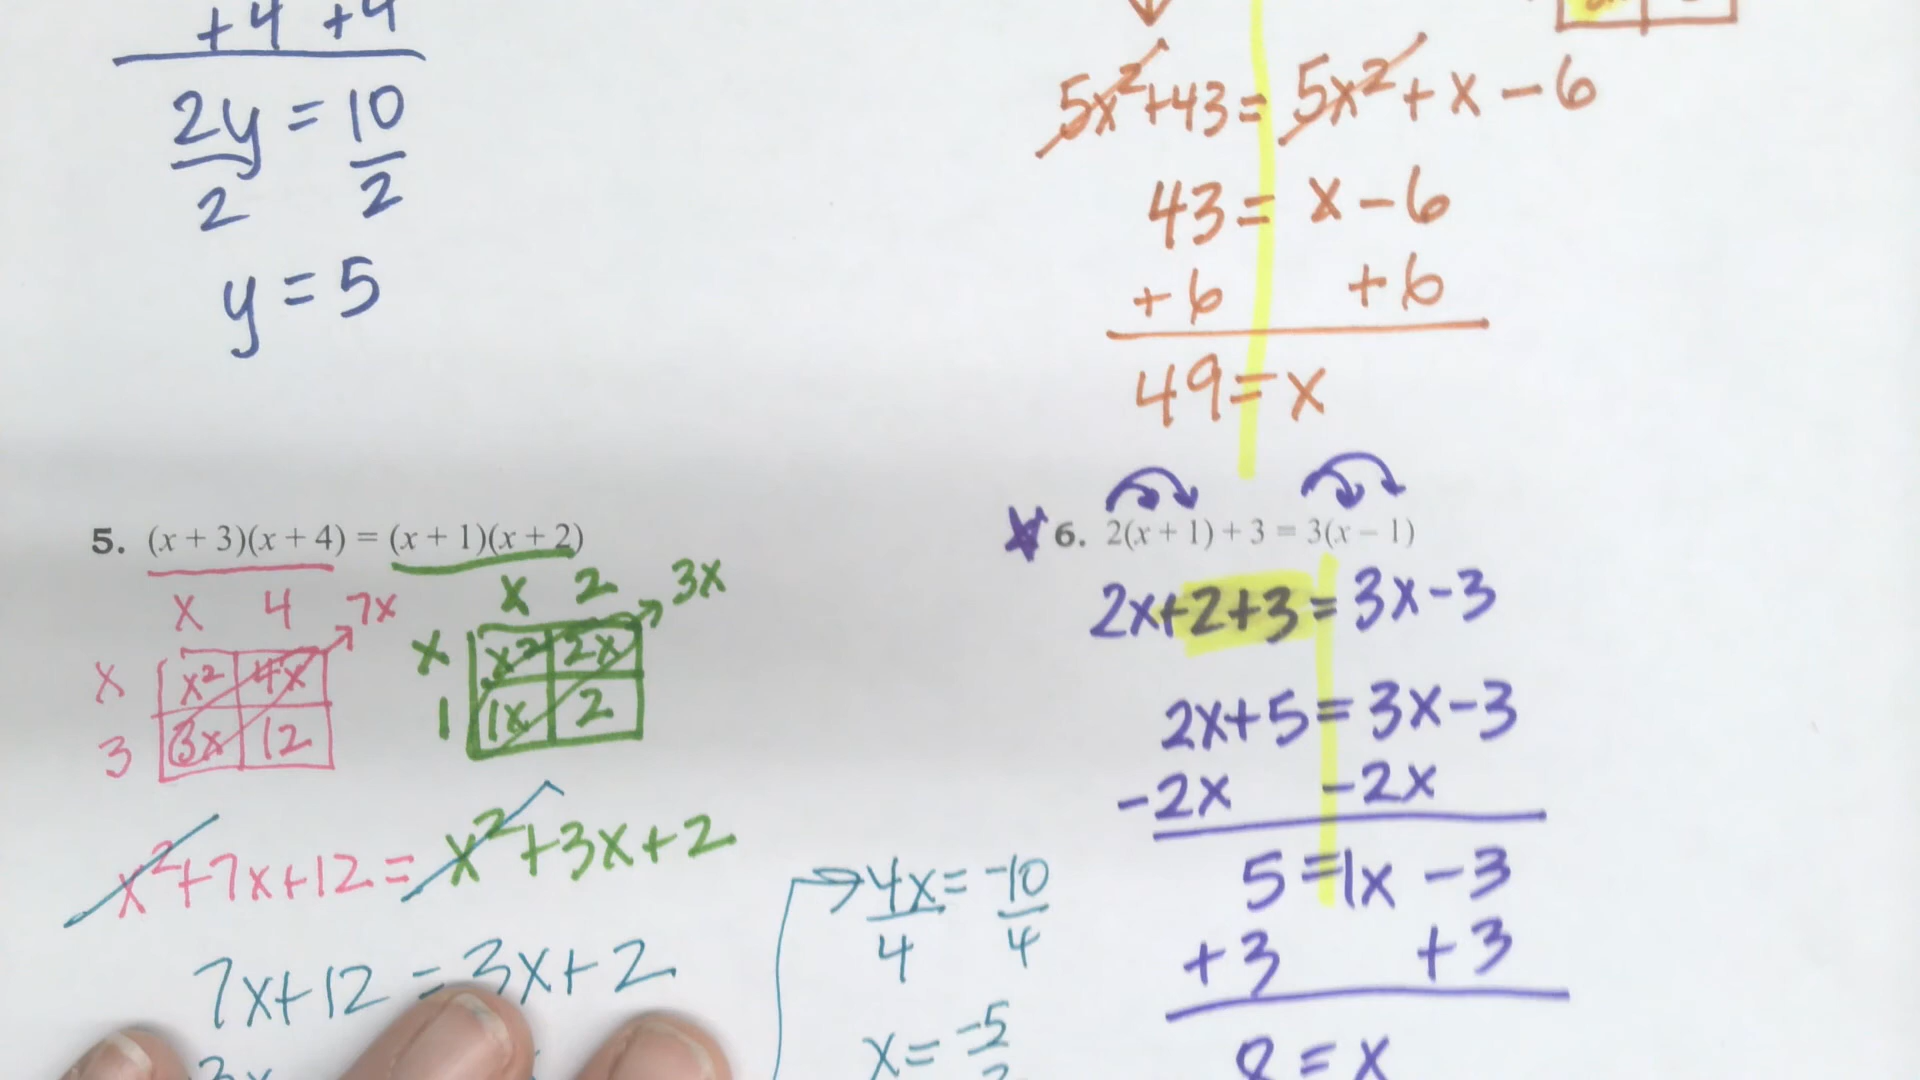 +4 +4
2y = 10
2 2
y = 5
5x² + 43 = 5x² + x - 6
43 = x - 6
+ 6 + 6
49 = x
5. (x + 3)(x + 4) = (x + 1)(x + 2)
x 4 7x
x x² 4x
3 3x 12
x 2 3x
x x² 2x
1 1x 2
x² + 7x + 12 = x² + 3x + 2
7x + 12 = 3x + 2
3x
4x = -10
4 4
x = -5
6. 2(x + 1) + 3 = 3(x - 1)
2x + 2 + 3 = 3x - 3
2x + 5 = 3x - 3
-2x -2x
5 = 1x - 3
+ 3 + 3
8 = x